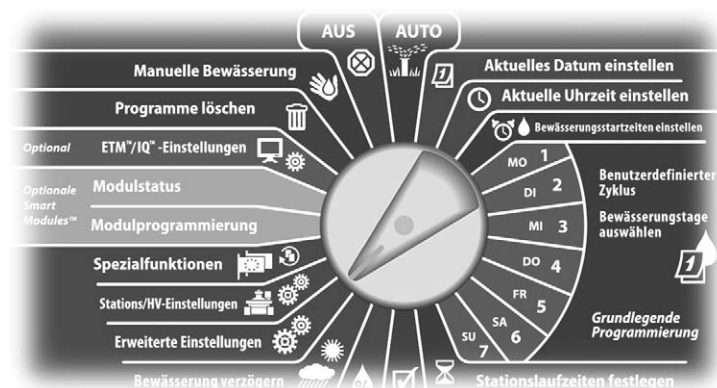 AUS
AUTO
Manuelle Bewässerung
Programme löschen
Optional
ETM™/IQ™ -Einstellungen
Optionale
Smart
Modules™
Modulstatus
Modulprogrammierung
Spezialfunktionen
Stations/HV-Einstellungen
Erweiterte Einstellungen
Bewässerung verzögern
Aktuelles Datum einstellen
Aktuelle Uhrzeit einstellen
Bewässerungsstartzeiten einstellen
MO 1
DI 2
MI 3
DO 4
FR 5
SA 6
SU 7
Benutzerdefinierter
Zyklus
Bewässerungstage
auswählen
1
Grundlegende
Programmierung
Stationslaufzeiten festlegen
1
%